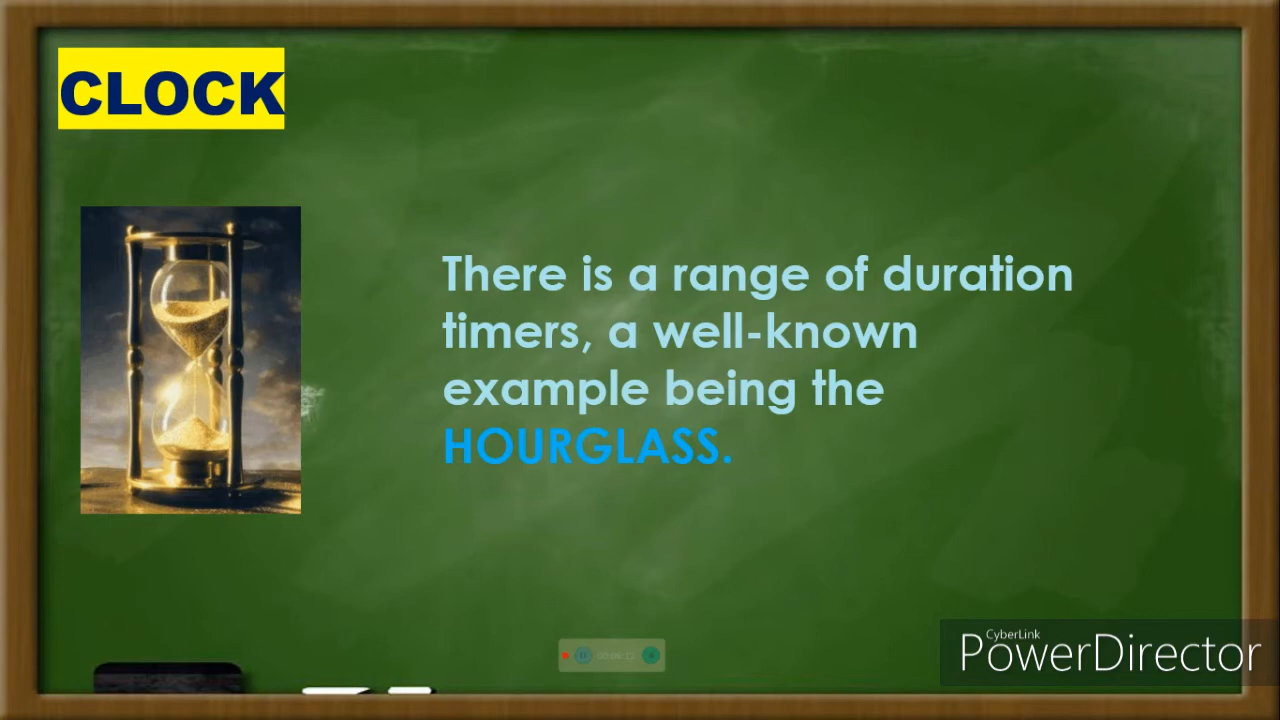 CLOCK
There is a range of duration
timers, a well-known
example being the
HOURGLASS.
CyberLink
PowerDirector